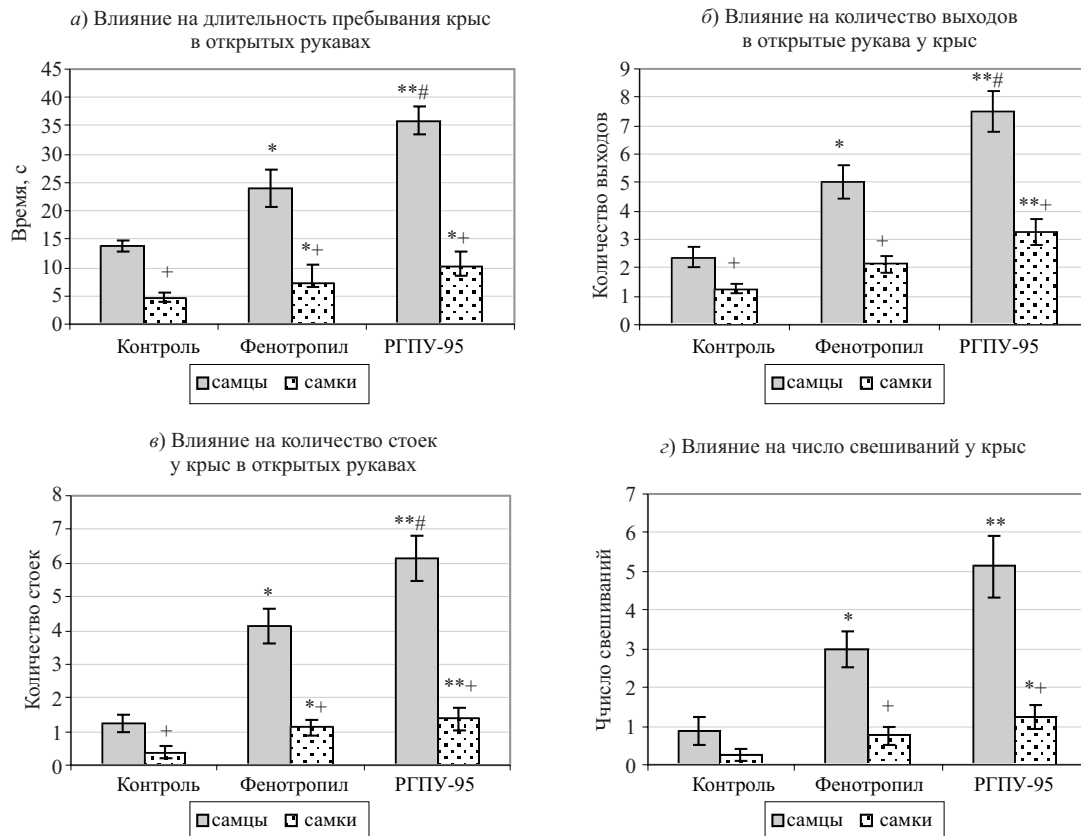 а) Влияние на длительность пребывания крыс
в открытых рукавах
Время, с
45
40
35
30
25
20
15
10
5
0
+
*
*+
**#
*+
Контроль
Фенотропил
РГПУ-95
самцы
самки
б) Влияние на количество выходов
в открытые рукава у крыс
Количество выходов
9
8
7
6
5
4
3
2
1
0
+
*
+
**#
**+
Контроль
Фенотропил
РГПУ-95
самцы
самки
в) Влияние на количество стоек
у крыс в открытых рукавах
Количество стоек
8
7
6
5
4
3
2
1
0
+
*
*+
**#
**+
Контроль
Фенотропил
РГПУ-95
самцы
самки
г) Влияние на число свешиваний у крыс
Ччисло свешиваний
7
6
5
4
3
2
1
0
*
+
**
*+
Контроль
Фенотропил
РГПУ-95
самцы
самки